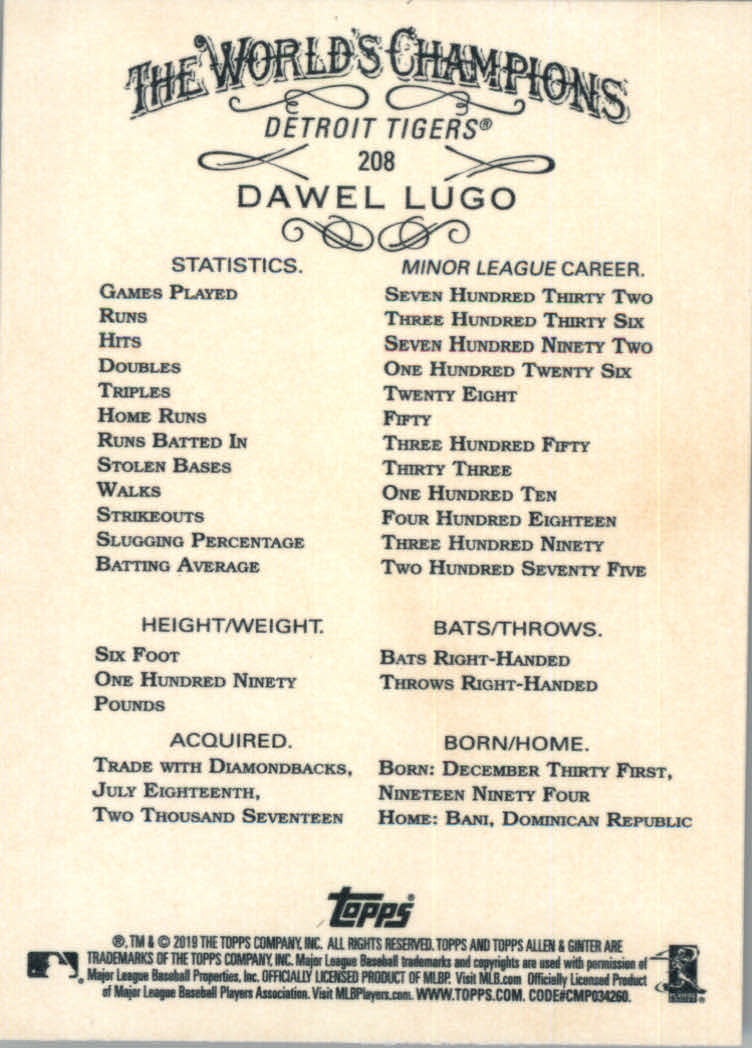 THE WORLD'S CHAMPIONS
DETROIT TIGERS®
208
DAWEL LUGO
STATISTICS. MINOR LEAGUE CAREER.
GAMES PLAYED SEVEN HUNDRED THIRTY TWO
RUNS THREE HUNDRED THIRTY SIX
HITS SEVEN HUNDRED NINETY TWO
DOUBLES ONE HUNDRED TWENTY SIX
TRIPLES TWENTY EIGHT
HOME RUNS FIFTY
RUNS BATTED IN THREE HUNDRED FIFTY
STOLEN BASES THIRTY THREE
WALKS ONE HUNDRED TEN
STRIKEOUTS FOUR HUNDRED EIGHTEEN
SLUGGING PERCENTAGE THREE HUNDRED NINETY
BATTING AVERAGE TWO HUNDRED SEVENTY FIVE
HEIGHT/WEIGHT.
SIX FOOT
ONE HUNDRED NINETY
POUNDS
BATS/THROWS.
BATS RIGHT-HANDED
THROWS RIGHT-HANDED
ACQUIRED.
TRADE WITH DIAMONDBACKS,
JULY EIGHTEENTH,
TWO THOUSAND SEVENTEEN
BORN/HOME.
BORN: DECEMBER THIRTY FIRST,
NINETEEN NINETY FOUR
HOME: BANI, DOMINICAN REPUBLIC
topps®
®, TM & © 2019 THE TOPPS COMPANY, INC. ALL RIGHTS RESERVED. TOPPS AND TOPPS ALLEN & GINTER ARE
TRADEMARKS OF THE TOPPS COMPANY, INC. Major League Baseball trademarks and copyrights are used with permission of
Major League Baseball Properties, Inc. OFFICIALLY LICENSED PRODUCT OF MLBP. Visit MLB.com Officially Licensed Product
of Major League Baseball Players Association. Visit MLBPlayers.com. WWW.TOPPS.COM. CODE#CMP034260.